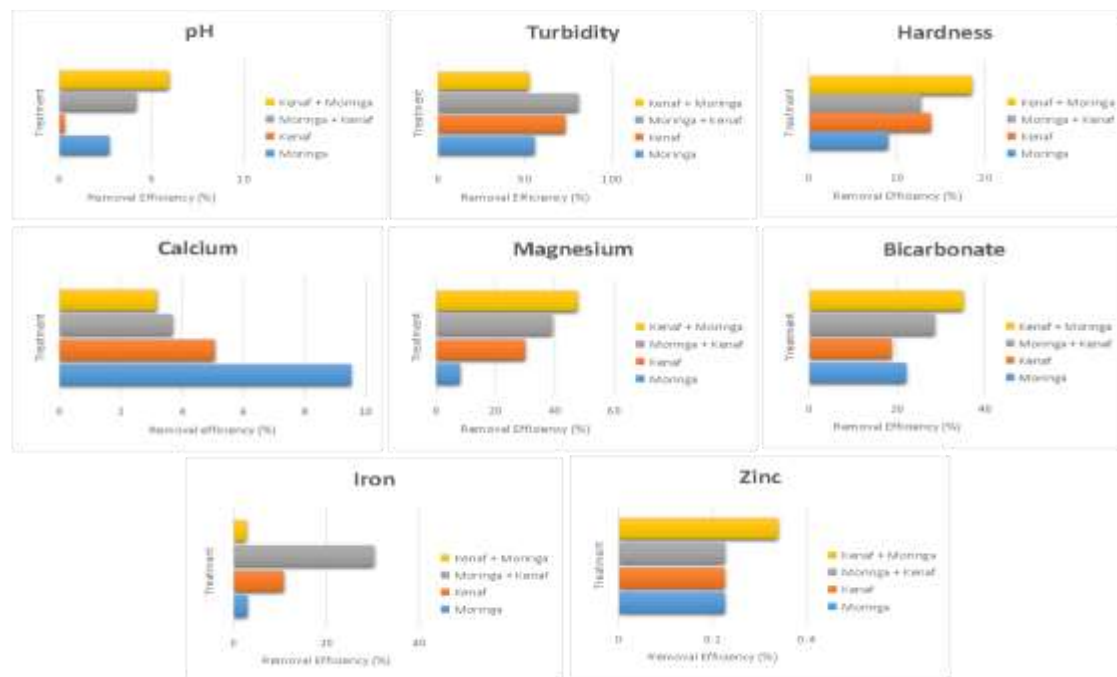 pH
Treatment
Kenaf + Moringa
Moringa + Kenaf
Kenaf
Moringa
0 5 10
Removal Efficiency (%)
Turbidity
Treatment
Kenaf + Moringa
Moringa + Kenaf
Kenaf
Moringa
0 50 100
Removal Efficiency (%)
Hardness
Treatment
Kenaf + Moringa
Moringa + Kenaf
Kenaf
Moringa
0 10 20
Removal Efficiency (%)
Calcium
Treatment
0 2 4 6 8 10
Removal efficiency (%)
Magnesium
Treatment
Kenaf + Moringa
Moringa + Kenaf
Kenaf
Moringa
0 20 40 60
Removal Efficiency (%)
Bicarbonate
Treatment
Kenaf + Moringa
Moringa + Kenaf
Kenaf
Moringa
0 20 40
Removal Efficiency (%)
Iron
Treatment
Kenaf + Moringa
Moringa + Kenaf
Kenaf
Moringa
0 20 40
Removal Efficiency (%)
Zinc
Treatment
Kenaf + Moringa
Moringa + Kenaf
Kenaf
Moringa
0 0.2 0.4
Removal Efficiency (%)